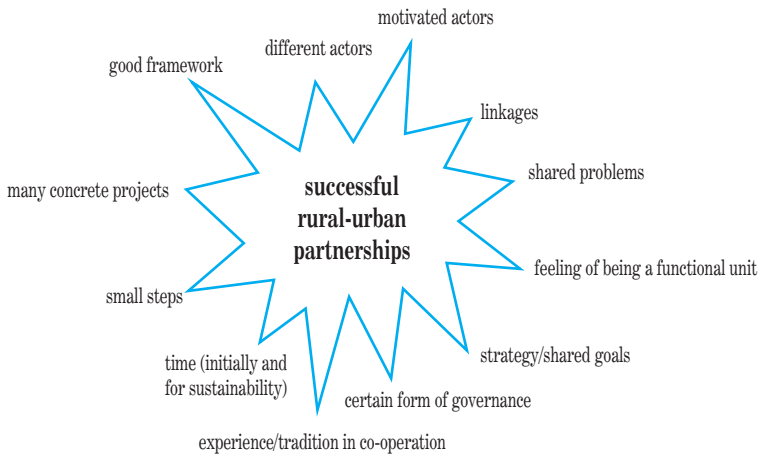 motivated actors
different actors
good framework
linkages
shared problems
many concrete projects
successful
rural-urban
partnerships
feeling of being a functional unit
small steps
strategy/shared goals
time (initially and
for sustainability)
certain form of governance
experience/tradition in co-operation